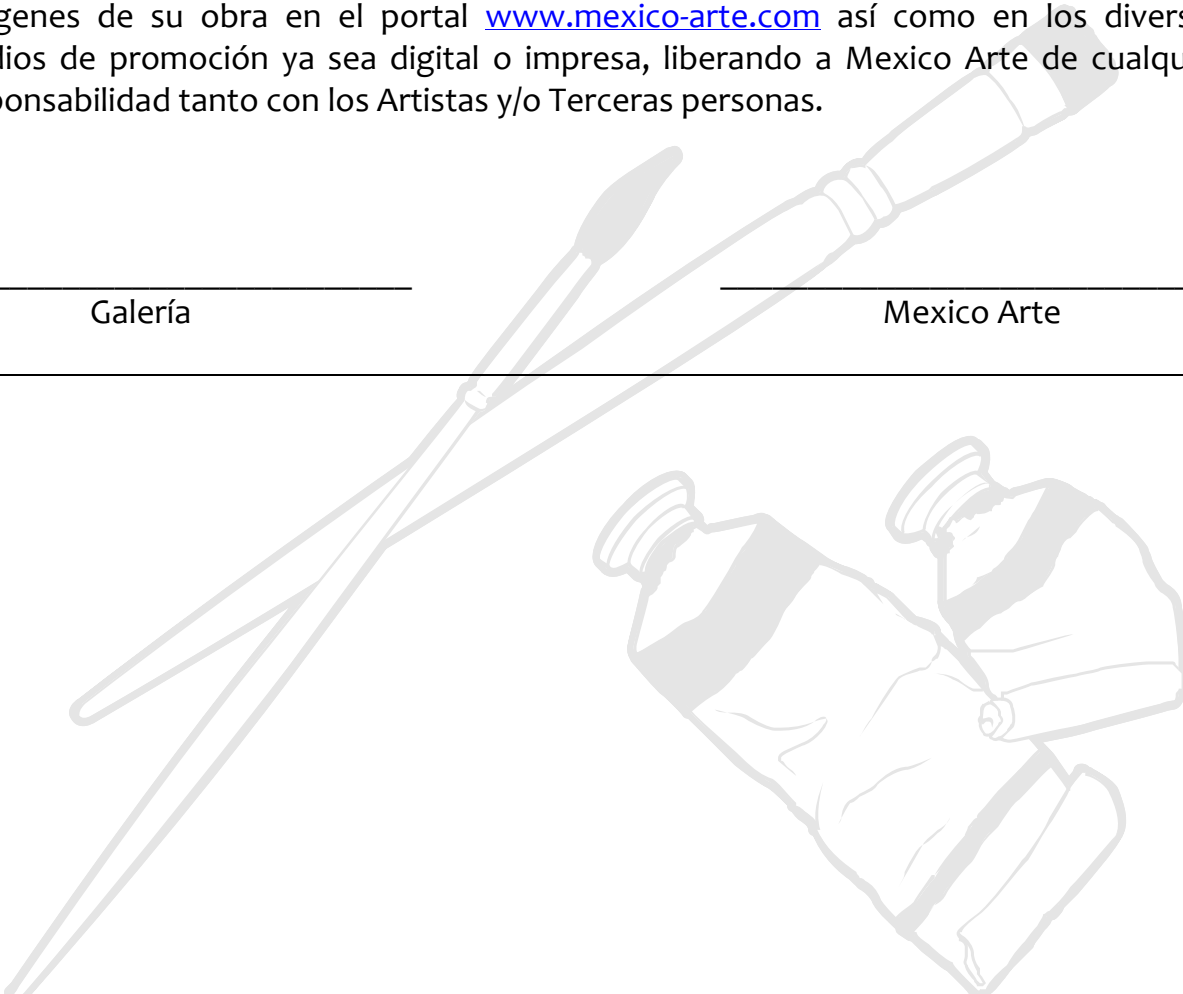 genes de su obra en el portal www.mexico-arte.com así como en los divers
dios de promoción ya sea digital o impresa, liberando a Mexico Arte de cualqu
ponsabilidad tanto con los Artistas y/o Terceras personas.
Galería Mexico Arte